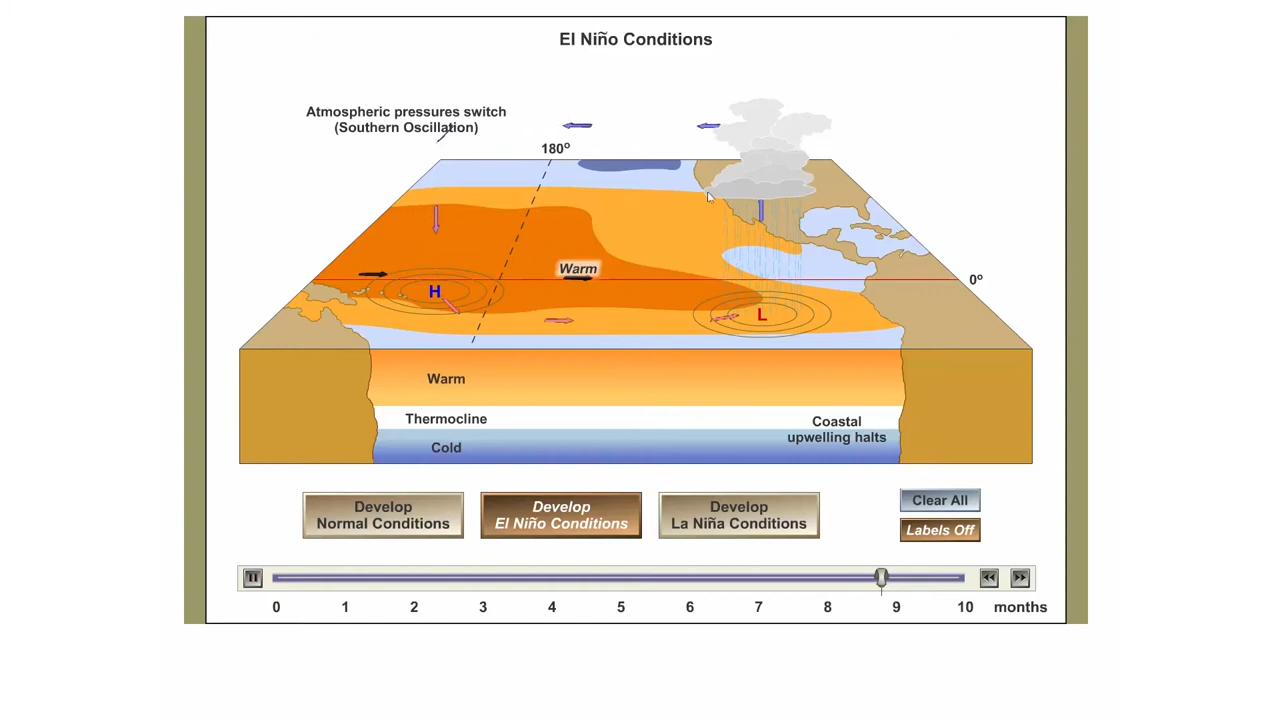 El Niño Conditions
Atmospheric pressures switch
(Southern Oscillation)
180º
Warm
0º
H
L
Warm
Thermocline
Coastal
upwelling halts
Cold
Develop
Normal Conditions
Develop
El Niño Conditions
Develop
La Niña Conditions
Clear All
Labels Off
0 1 2 3 4 5 6 7 8 9 10 months